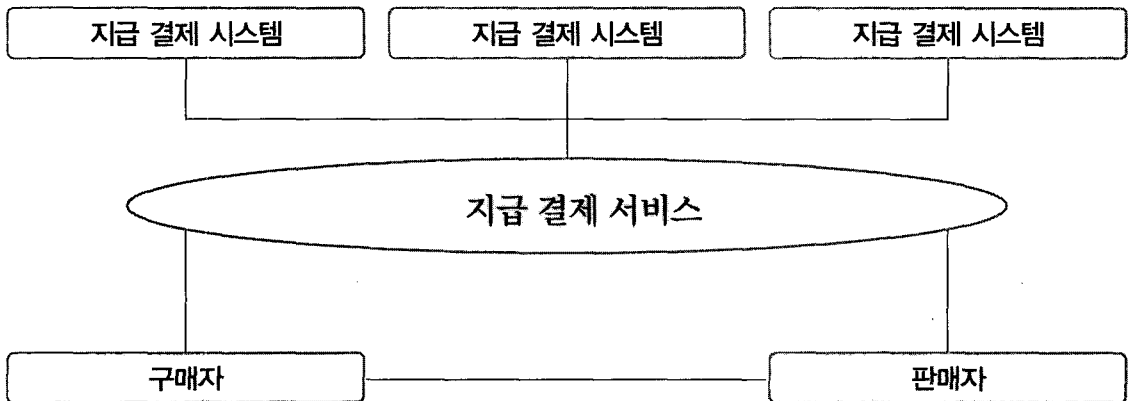 지급 결제 시스템
지급 결제 시스템
지급 결제 시스템
지급 결제 서비스
구매자
판매자